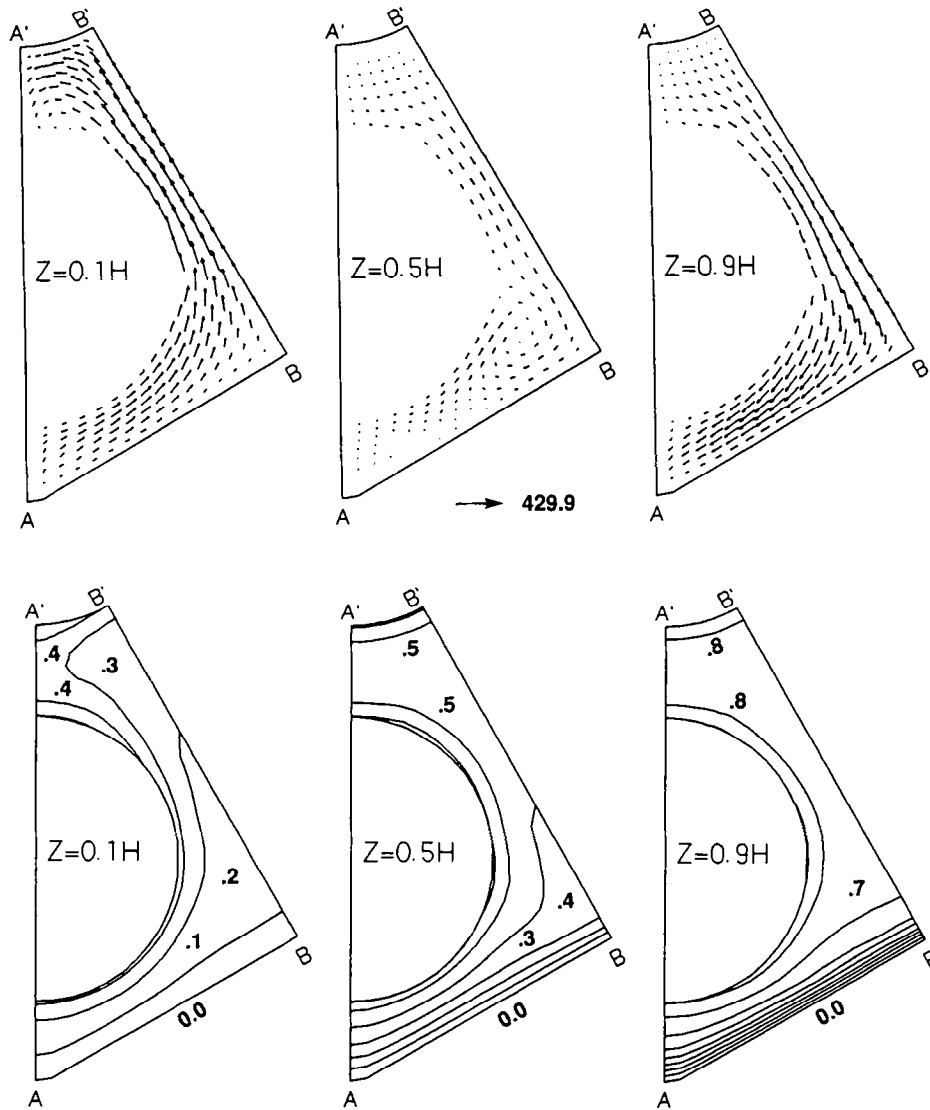 A' B' A' B' A' B
Z=0.1H Z=0.5H Z=0.9H
B B B
A A A
429.9
A' B' A' B' A' B'
.4 .3 .5 .8
.4 .5 .8
Z=0.1H Z=0.5H Z=0.9H
.2 .4 .7
.1 .3
B B
0.0 0.0 0.0
A A A